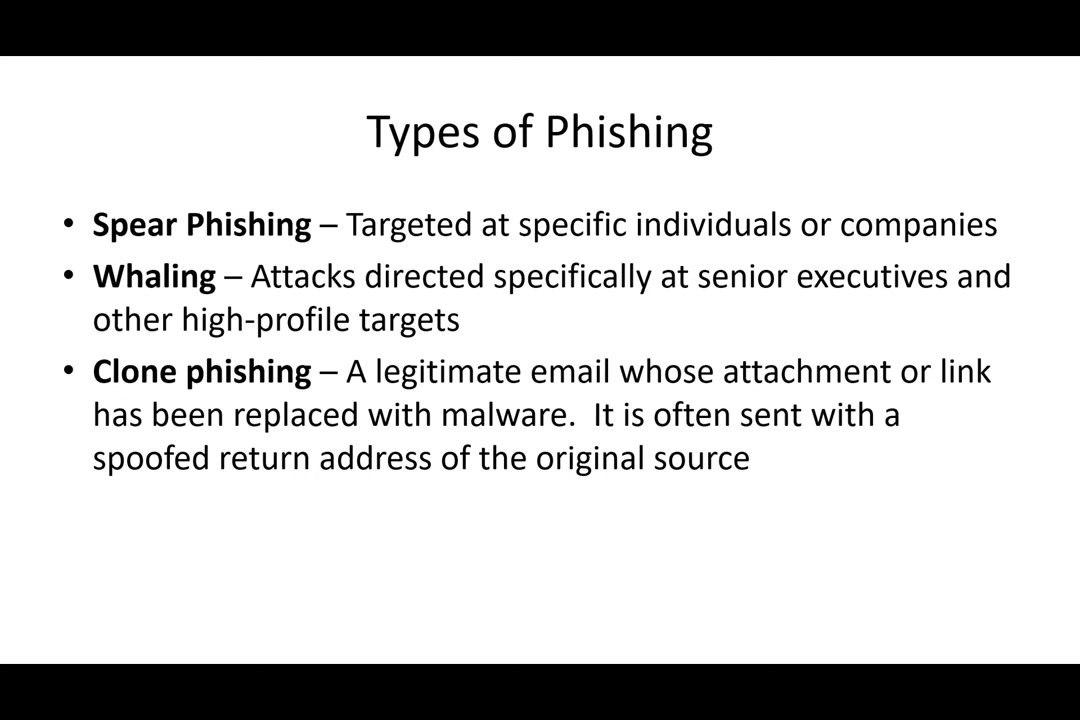 Types of Phishing
• Spear Phishing – Targeted at specific individuals or companies
• Whaling – Attacks directed specifically at senior executives and
other high-profile targets
• Clone phishing – A legitimate email whose attachment or link
has been replaced with malware.  It is often sent with a
spoofed return address of the original source